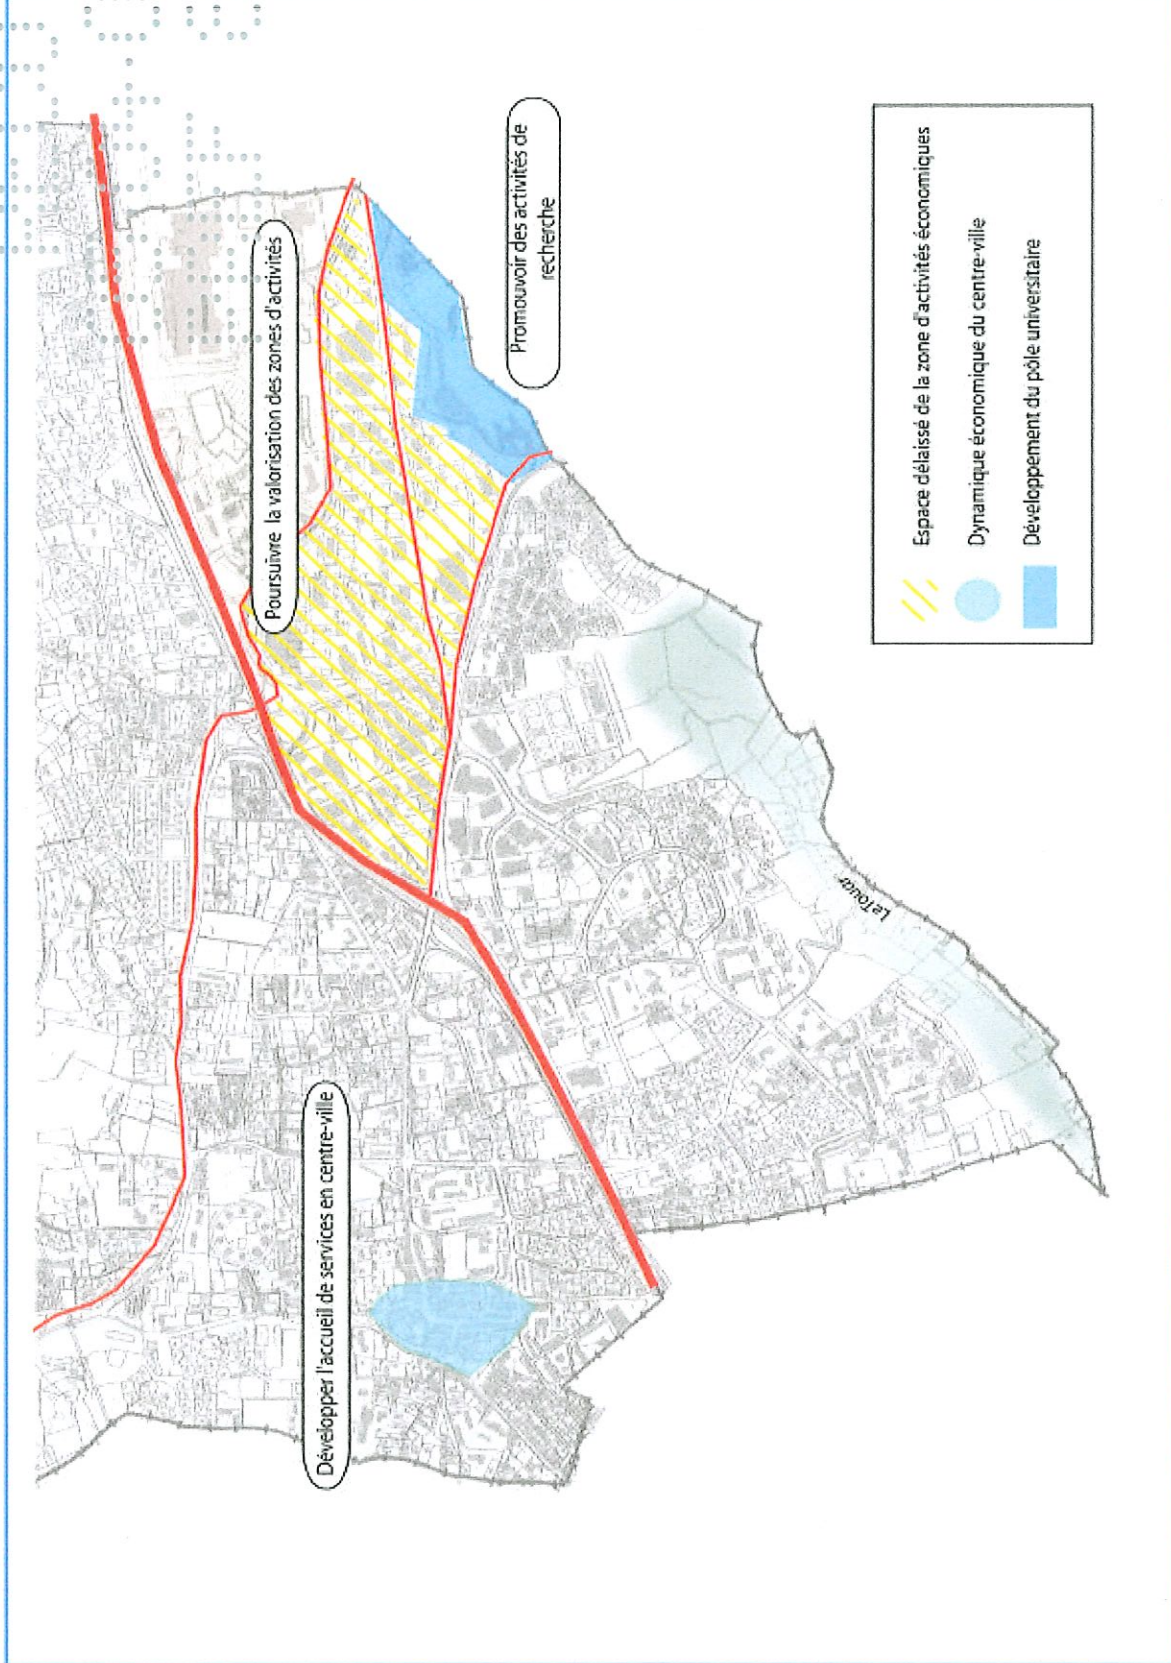 Poursuivre la valorisation des zones d'activités
Promouvoir des activités de
recherche
Développer l'accueil de services en centre-ville
Le Touar
Espace délaissé de la zone d'activités économiques
Dynamique économique du centre-ville
Développement du pôle universitaire